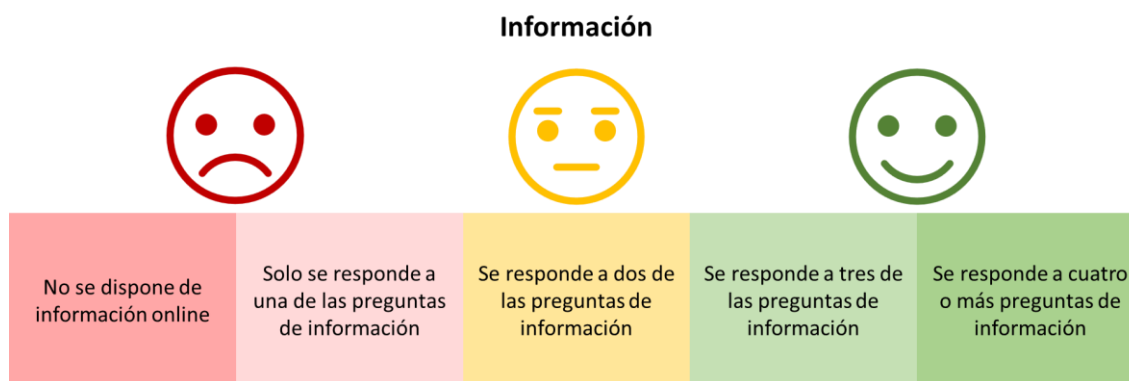 Información
No se dispone de
información online
Solo se responde a
una de las preguntas
de información
Se responde a dos de
las preguntas de
información
Se responde a tres de
las preguntas de
información
Se responde a cuatro
o más preguntas de
información